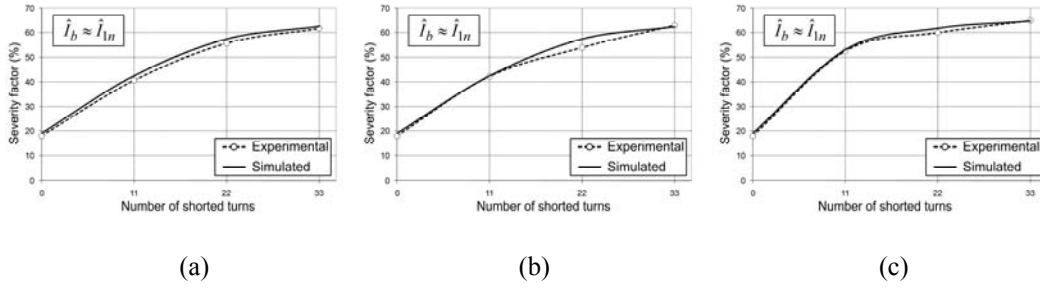 70
60
50
40
30
20
10
0
Severity factor (%)
Î_b ≈ Î_1n
Experimental
Simulated
0 11 22 33
Number of shorted turns
(a)
70
60
50
40
30
20
10
0
Severity factor (%)
Î_b ≈ Î_1n
Experimental
Simulated
0 11 22 33
Number of shorted turns
(b)
70
60
50
40
30
20
10
0
Severity factor (%)
Î_b ≈ Î_1n
Experimental
Simulated
0 11 22 33
Number of shorted turns
(c)